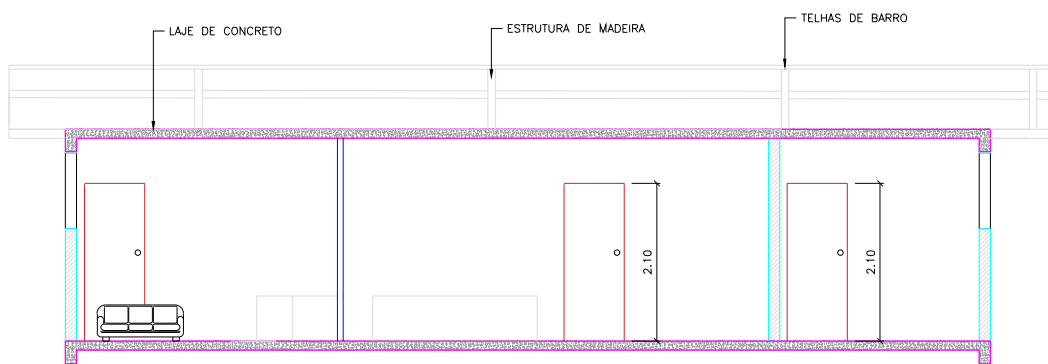 LAJE DE CONCRETO
ESTRUTURA DE MADEIRA
TELHAS DE BARRO
2.10
2.10